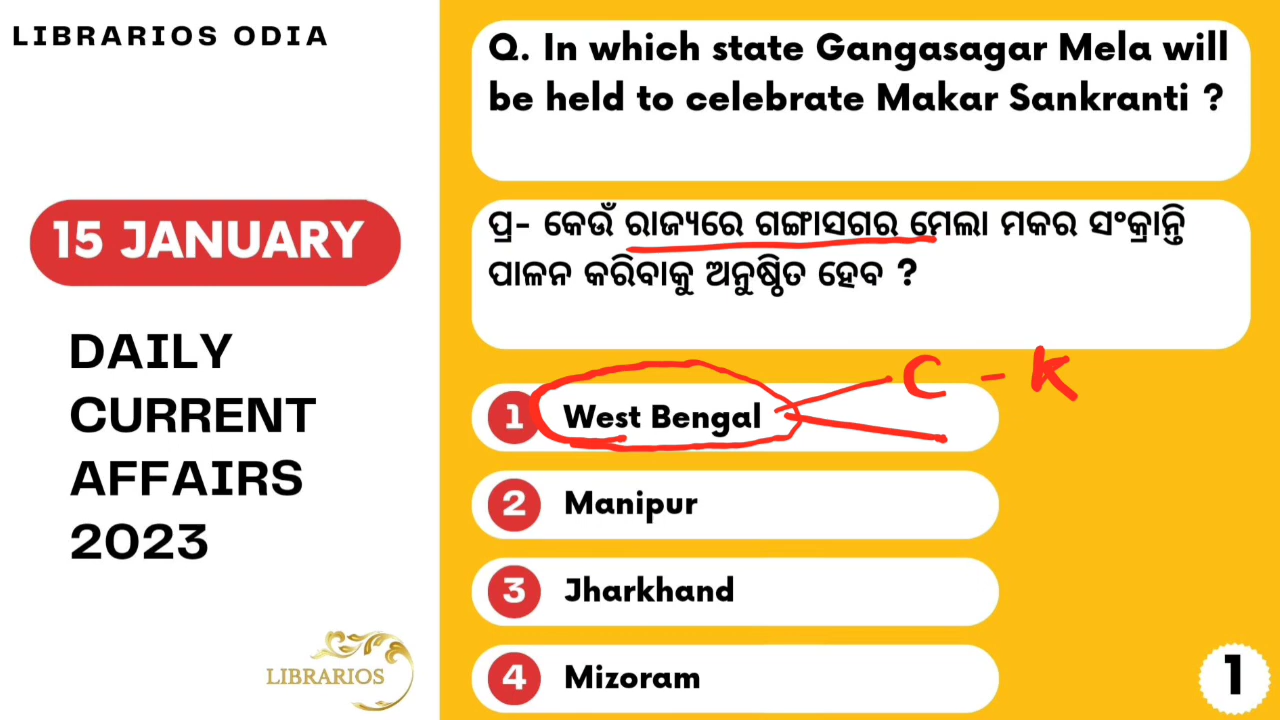 LIBRARIOS ODIA
15 JANUARY
DAILY
CURRENT
AFFAIRS
2023
LIBRARIOS
Q. In which state Gangasagar Mela will
be held to celebrate Makar Sankranti ?
ପ୍ର- କେଉଁ ରାଜ୍ୟରେ ଗଙ୍ଗାସଗର ମେଲା ମକର ସଂକ୍ରାନ୍ତି
ପାଳନ କରିବାକୁ ଅନୁଷ୍ଠିତ ହେବ ?
C - K
1 West Bengal
2 Manipur
3 Jharkhand
4 Mizoram
1